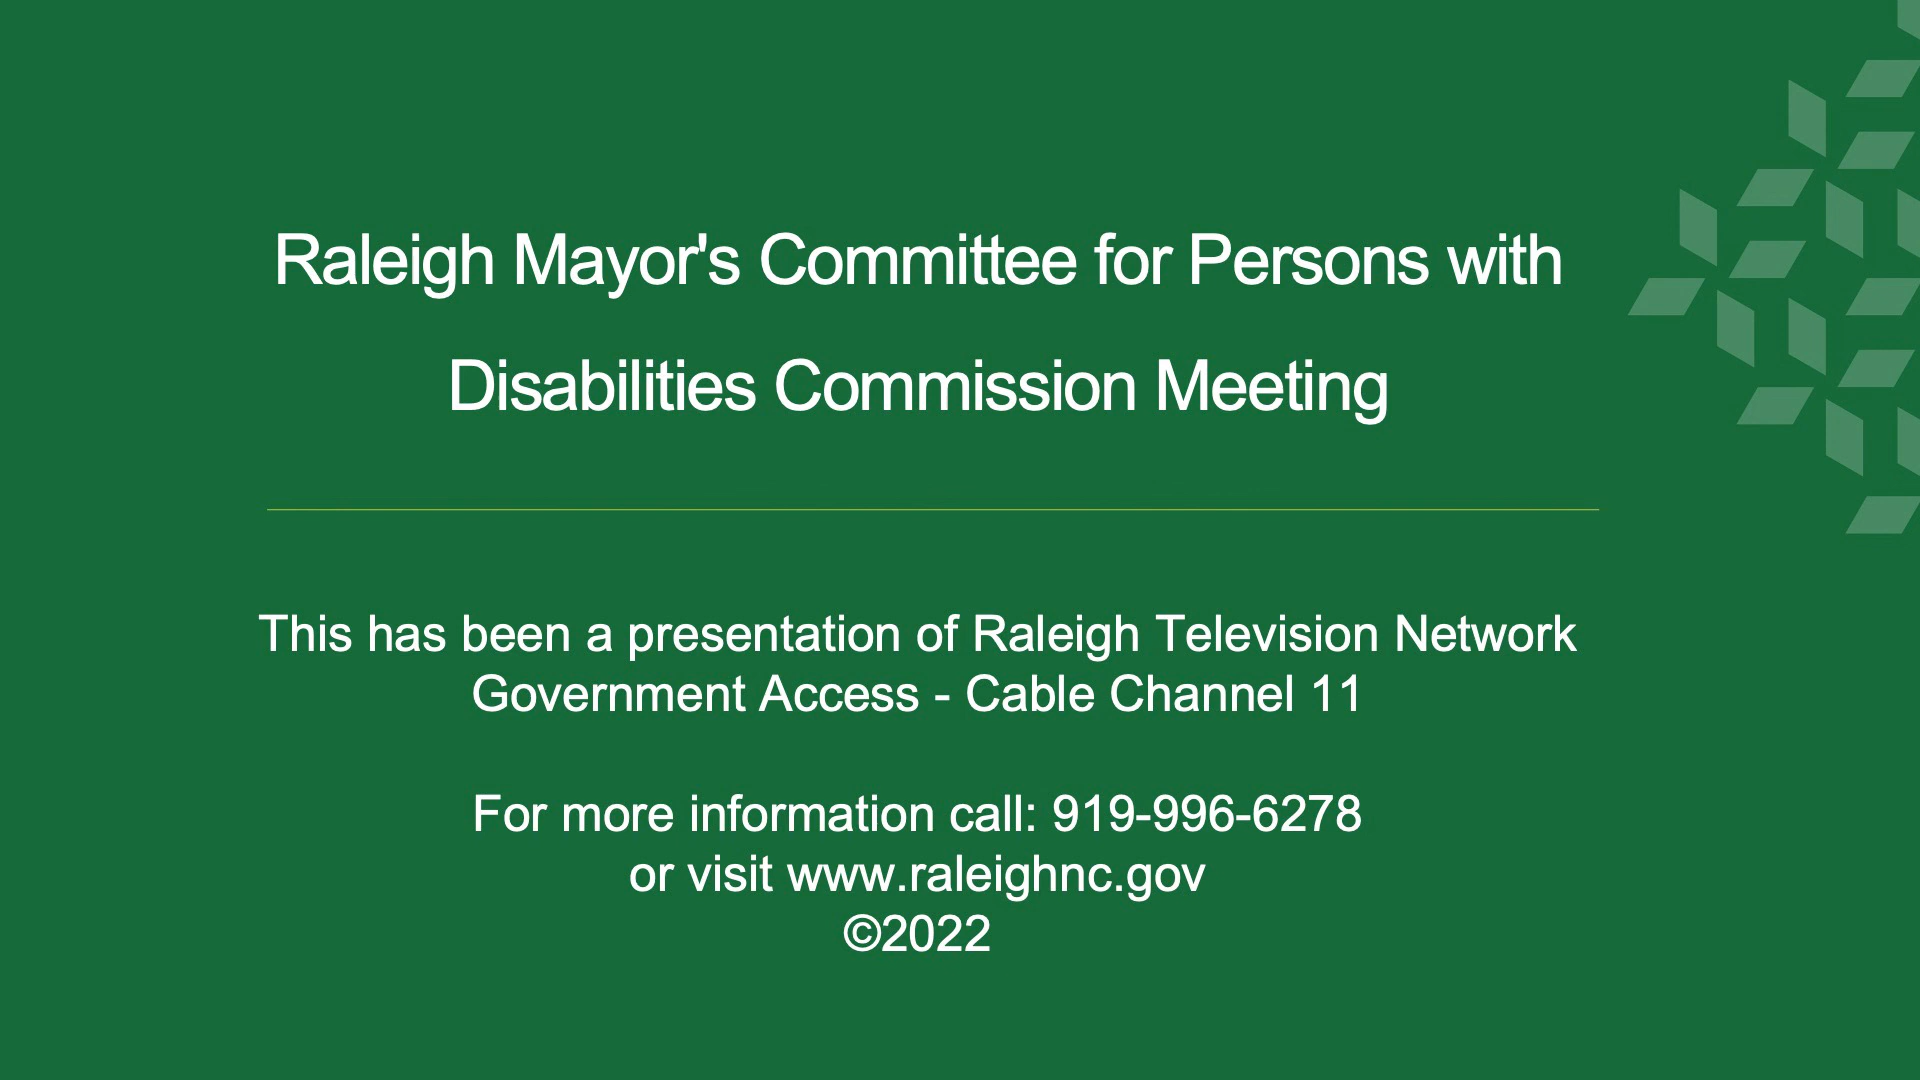 Raleigh Mayor's Committee for Persons with
Disabilities Commission Meeting
This has been a presentation of Raleigh Television Network
Government Access - Cable Channel 11
For more information call: 919-996-6278
or visit www.raleighnc.gov
©2022